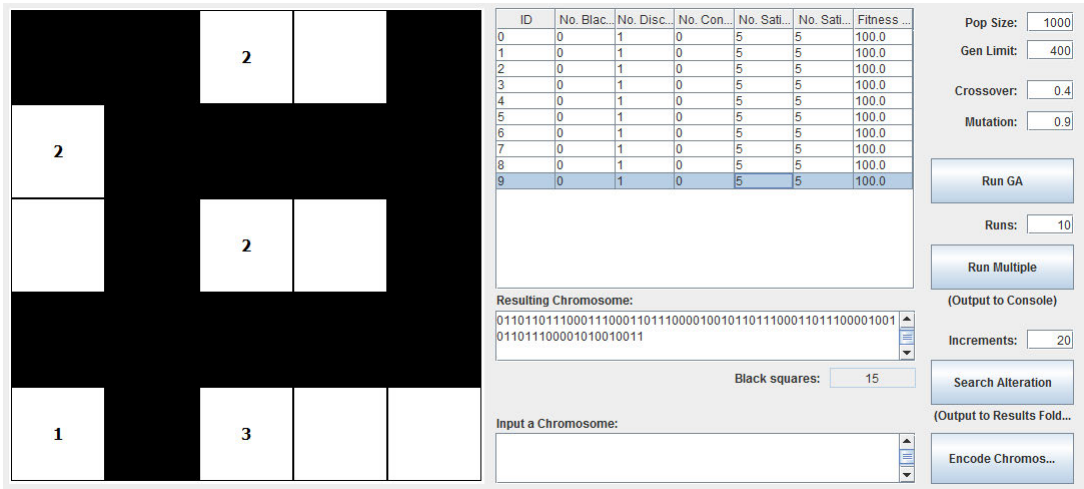 2
2
2
1 3
ID No. Blac... No. Disc... No. Con... No. Sati... No. Sati... Fitness ...
0 0 1 0 5 5 100.0
1 0 1 0 5 5 100.0
2 0 1 0 5 5 100.0
3 0 1 0 5 5 100.0
4 0 1 0 5 5 100.0
5 0 1 0 5 5 100.0
6 0 1 0 5 5 100.0
7 0 1 0 5 5 100.0
8 0 1 0 5 5 100.0
9 0 1 0 5 5 100.0
Resulting Chromosome:
011011011100011100011011100001001011011100011011100001001
011011100001010010011
Black squares: 15
Input a Chromosome:
Pop Size: 1000
Gen Limit: 400
Crossover: 0.4
Mutation: 0.9
Run GA
Runs: 10
Run Multiple
(Output to Console)
Increments: 20
Search Alteration
(Output to Results Fold...
Encode Chromos...